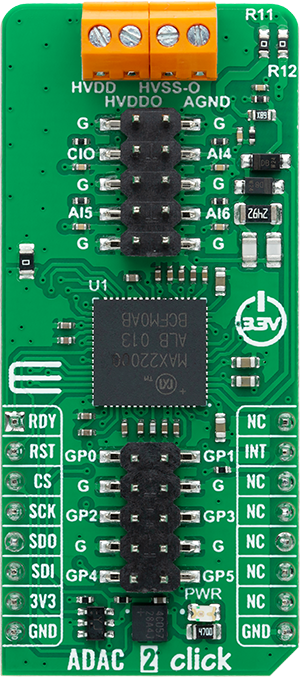 R11
R12
HVDD HVSS-O
HVDDO AGND
G G
CIO AI4
G G
AI5 AI6
G G
U1
MAX22000
ALB 013
BCFM0AB
3.3V
RDY NC
RST GP0 GP1 INT
CS G G NC
SCK GP2 GP3 NC
SDO G G NC
SDI GP4 GP5 NC
3V3 PWR NC
GND GND
4700
ADAC 2 click